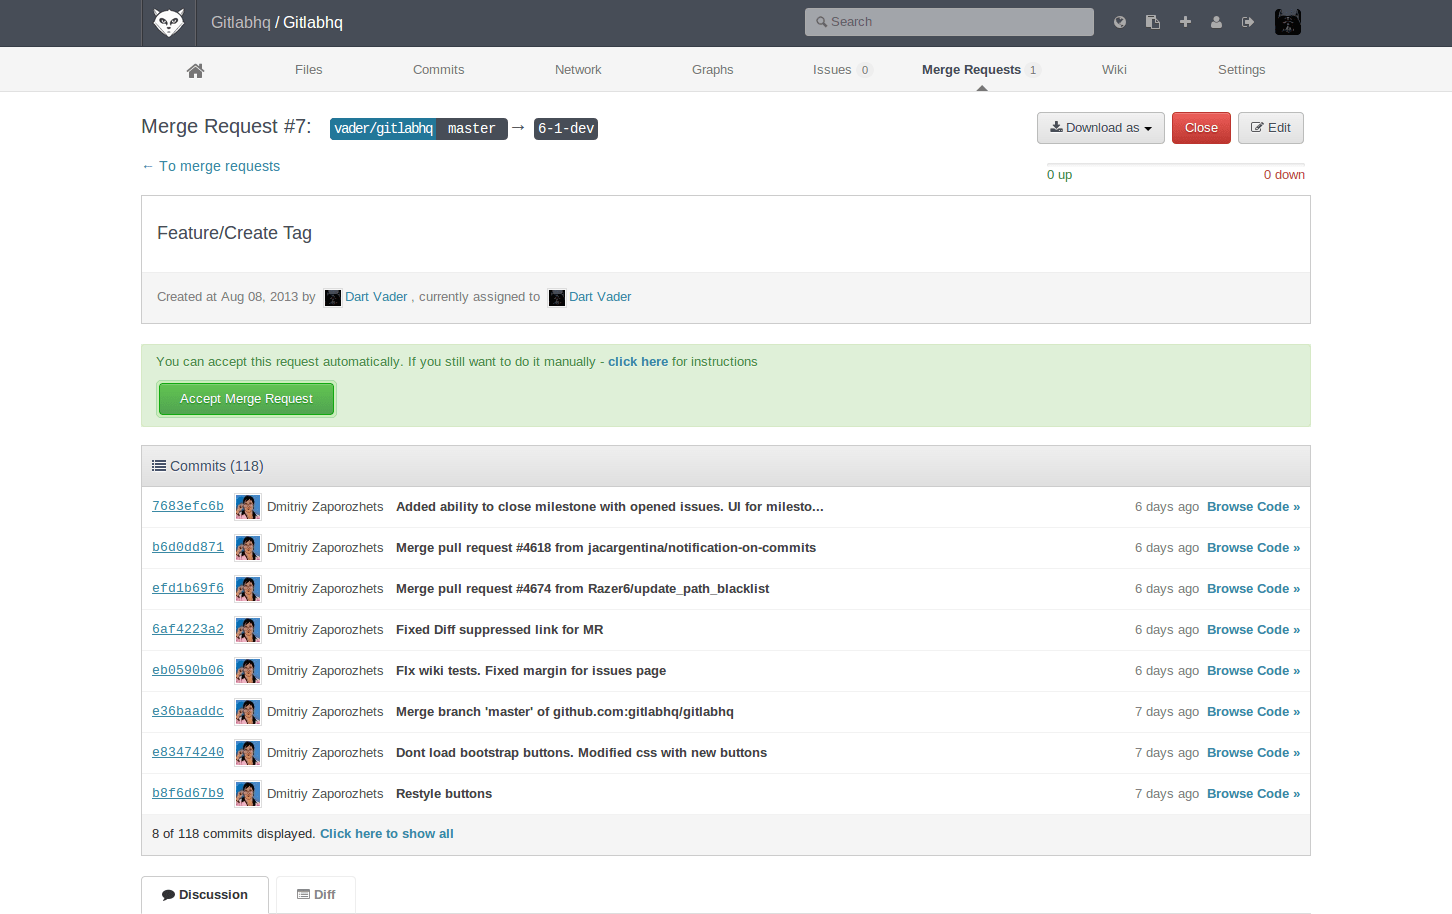 Gitlabhq / Gitlabhq
Search
Files Commits Network Graphs Issues 0 Merge Requests 1 Wiki Settings
Merge Request #7: vader/gitlabhq master → 6-1-dev
Download as Close Edit
← To merge requests
0 up 0 down
Feature/Create Tag
Created at Aug 08, 2013 by Dart Vader , currently assigned to Dart Vader
You can accept this request automatically. If you still want to do it manually - click here for instructions
Accept Merge Request
Commits (118)
7683efc6b Dmitriy Zaporozhets Added ability to close milestone with opened issues. UI for milesto... 6 days ago Browse Code »
b6d0dd871 Dmitriy Zaporozhets Merge pull request #4618 from jacargentina/notification-on-commits 6 days ago Browse Code »
efd1b69f6 Dmitriy Zaporozhets Merge pull request #4674 from Razer6/update_path_blacklist 6 days ago Browse Code »
6af4223a2 Dmitriy Zaporozhets Fixed Diff suppressed link for MR 6 days ago Browse Code »
eb0590b06 Dmitriy Zaporozhets FIx wiki tests. Fixed margin for issues page 6 days ago Browse Code »
e36baaddc Dmitriy Zaporozhets Merge branch 'master' of github.com:gitlabhq/gitlabhq 7 days ago Browse Code »
e83474240 Dmitriy Zaporozhets Dont load bootstrap buttons. Modified css with new buttons 7 days ago Browse Code »
b8f6d67b9 Dmitriy Zaporozhets Restyle buttons 7 days ago Browse Code »
8 of 118 commits displayed. Click here to show all
Discussion Diff